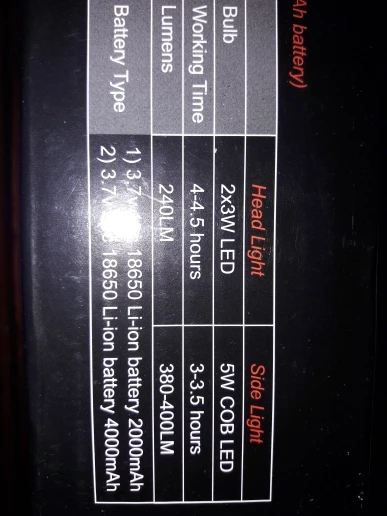 Ah battery)
Head Light Side Light
Bulb 2x3W LED 5W COB LED
Working Time 4-4.5 hours 3-3.5 hours
Lumens 240LM 380-400LM
Battery Type 1) 3.7V 18650 Li-ion battery 2000mAh
2) 3.7V 18650 Li-ion battery 4000mAh